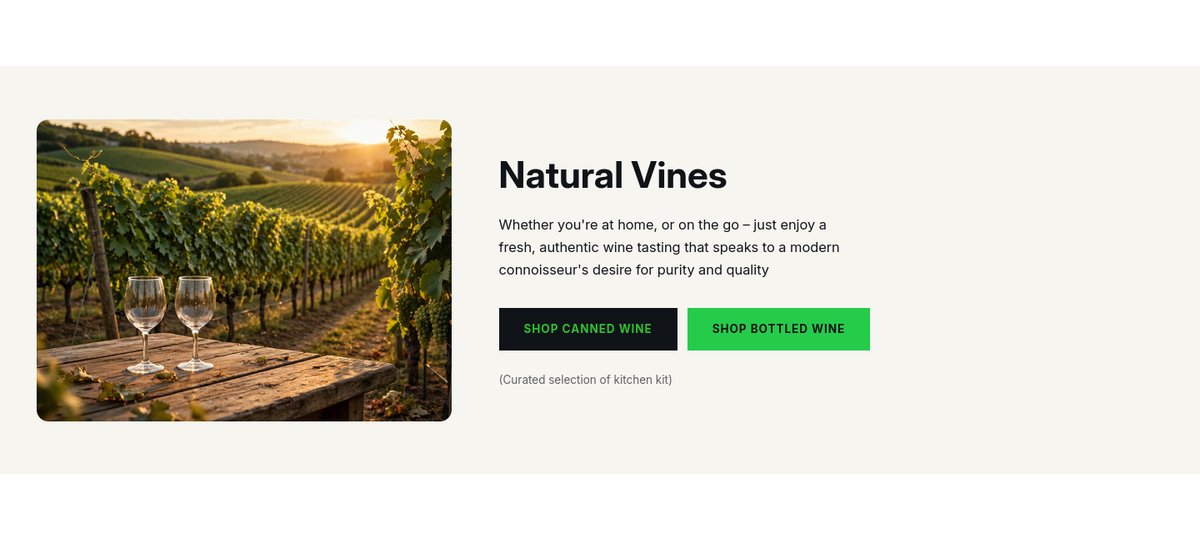 Natural Vines
Whether you're at home, or on the go – just enjoy a
fresh, authentic wine tasting that speaks to a modern
connoisseur's desire for purity and quality
SHOP CANNED WINE
SHOP BOTTLED WINE
(Curated selection of kitchen kit)